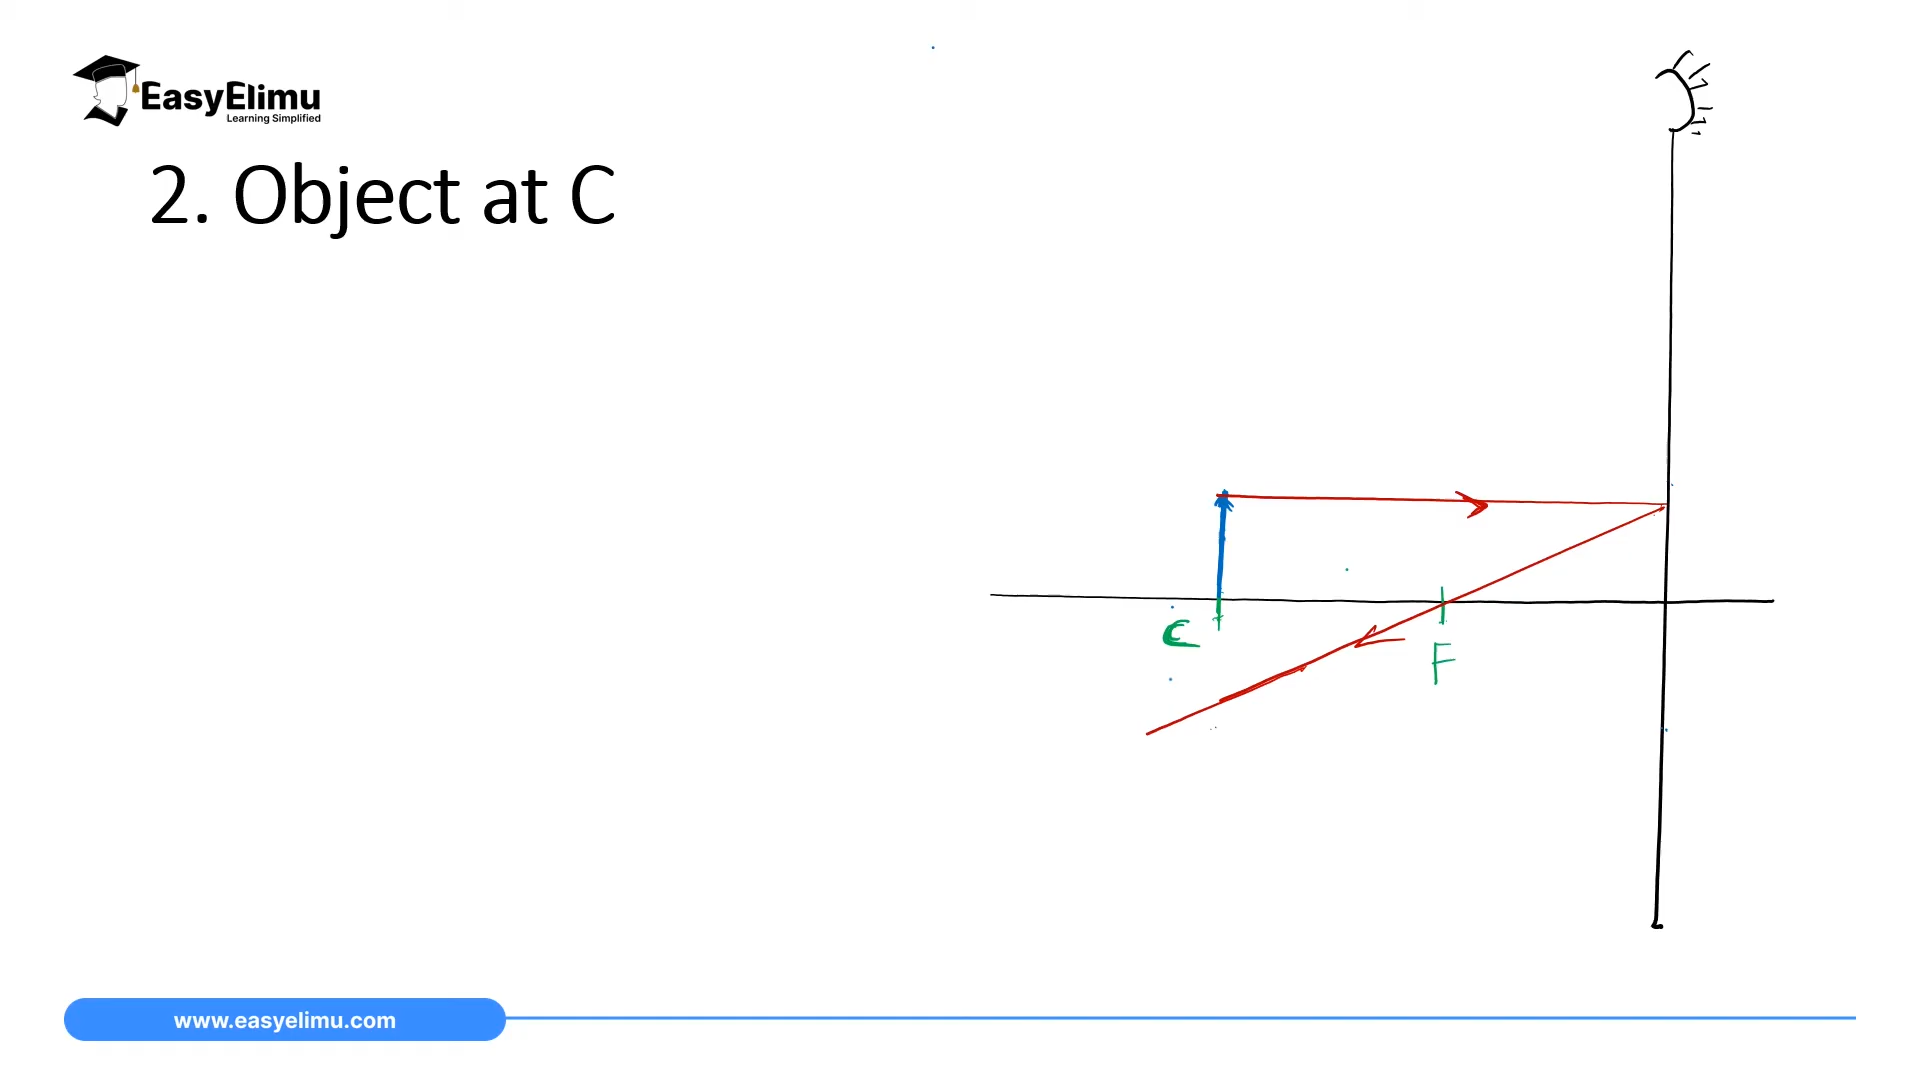 EasyElimu
Learning Simplified
2. Object at C
C
F
www.easyelimu.com